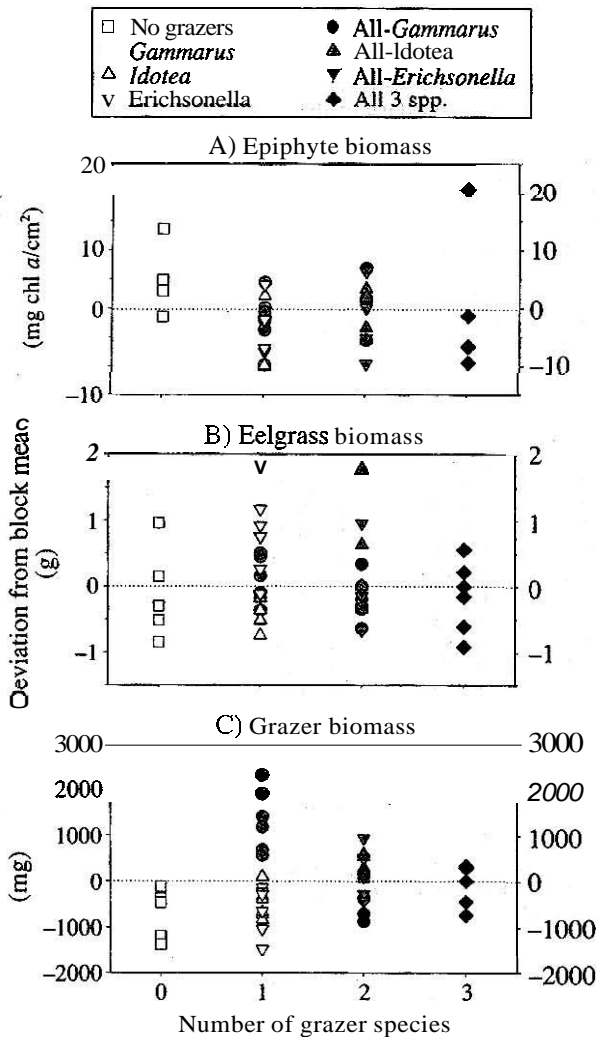 No grazers
Gammarus
Idotea
v Erichsonella
All-Gammarus
All-Idotea
All-Erichsonella
All 3 spp.
A) Epiphyte biomass
20 20
10 10
0 0
-10
-10
(mg chl a/cm²)
B) Eelgrass biomass
2 2
v
1 1
0 0
-1 -1
Oeviation from block meao
(g)
C) Grazer biomass
3000 3000
2000 2000
1000 1000
0 0
-1000 -1000
-2000 -2000
(mg)
0 1 2 3
Number of grazer species